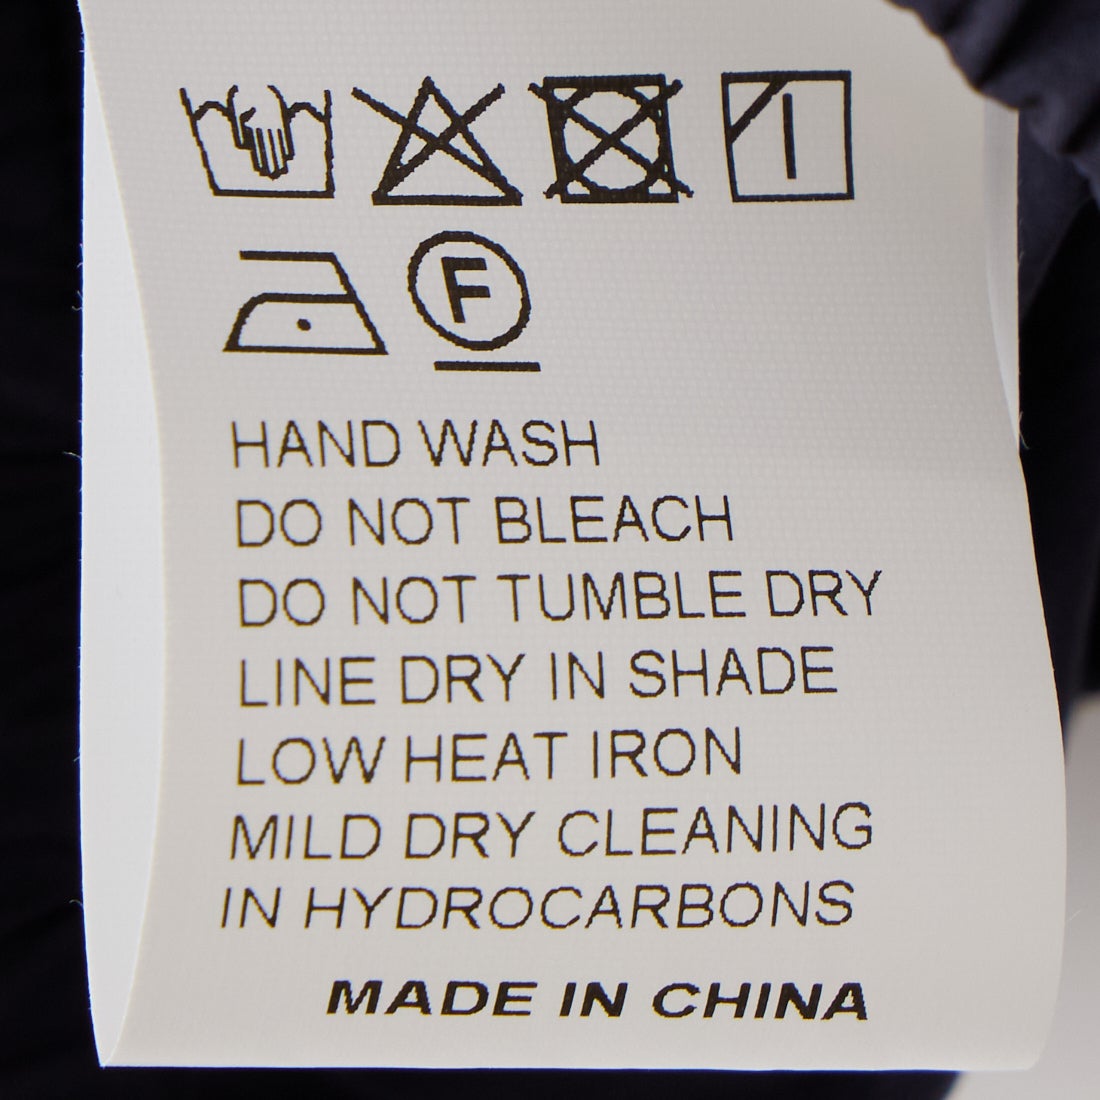 F
HAND WASH
DO NOT BLEACH
DO NOT TUMBLE DRY
LINE DRY IN SHADE
LOW HEAT IRON
MILD DRY CLEANING
IN HYDROCARBONS
MADE IN CHINA